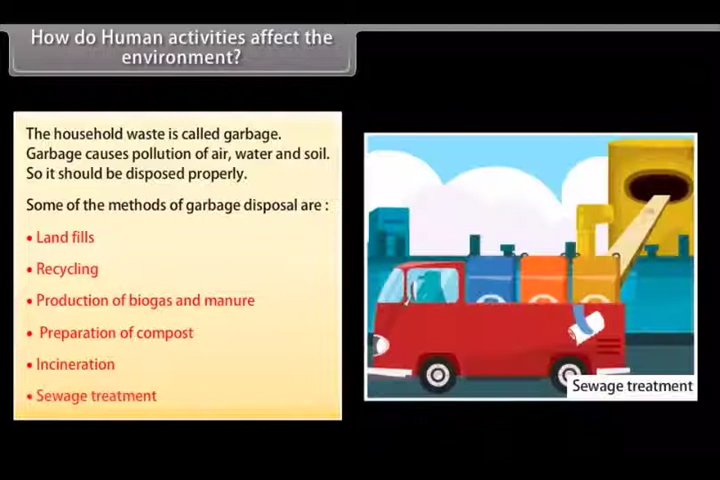 How do Human activities affect the
environment?
The household waste is called garbage.
Garbage causes pollution of air, water and soil.
So it should be disposed properly.
Some of the methods of garbage disposal are :
• Land fills
• Recycling
• Production of biogas and manure
• Preparation of compost
• Incineration
• Sewage treatment
Sewage treatment